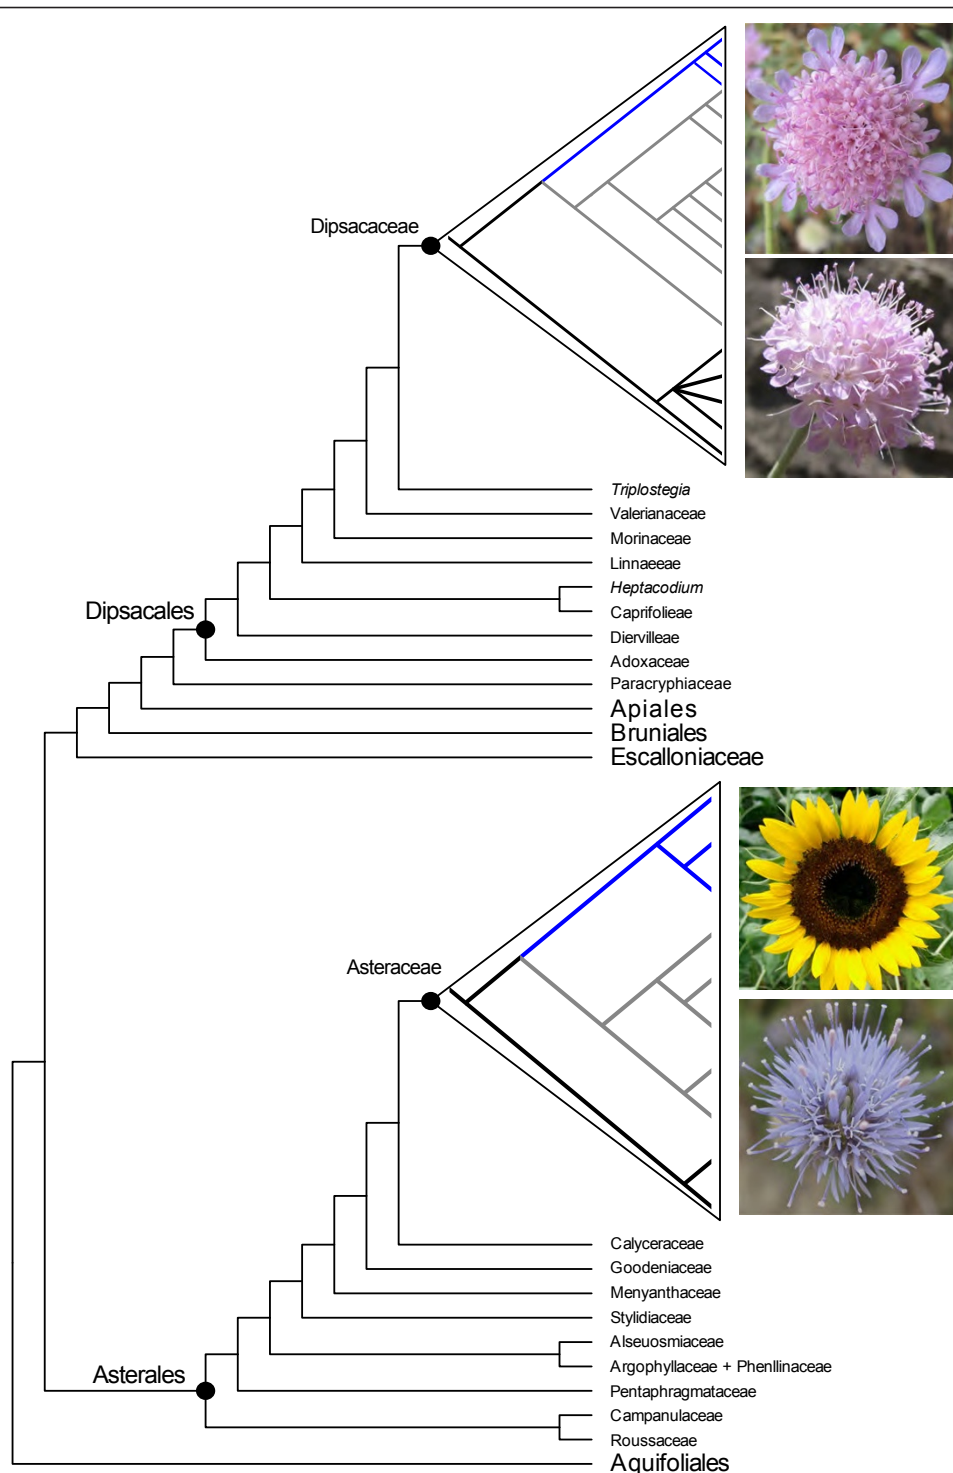 Dipsacaceae
Triplostegia
Valerianaceae
Morinaceae
Linnaeeae
Heptacodium
Caprifolieae
Dipsacales
Diervilleae
Adoxaceae
Paracryphiaceae
Apiales
Bruniales
Escalloniaceae
Asteraceae
Calyceraceae
Goodeniaceae
Menyanthaceae
Stylidiaceae
Alseuosmiaceae
Argophyllaceae + Phenllinaceae
Asterales
Pentaphragmataceae
Campanulaceae
Roussaceae
Aquifoliales